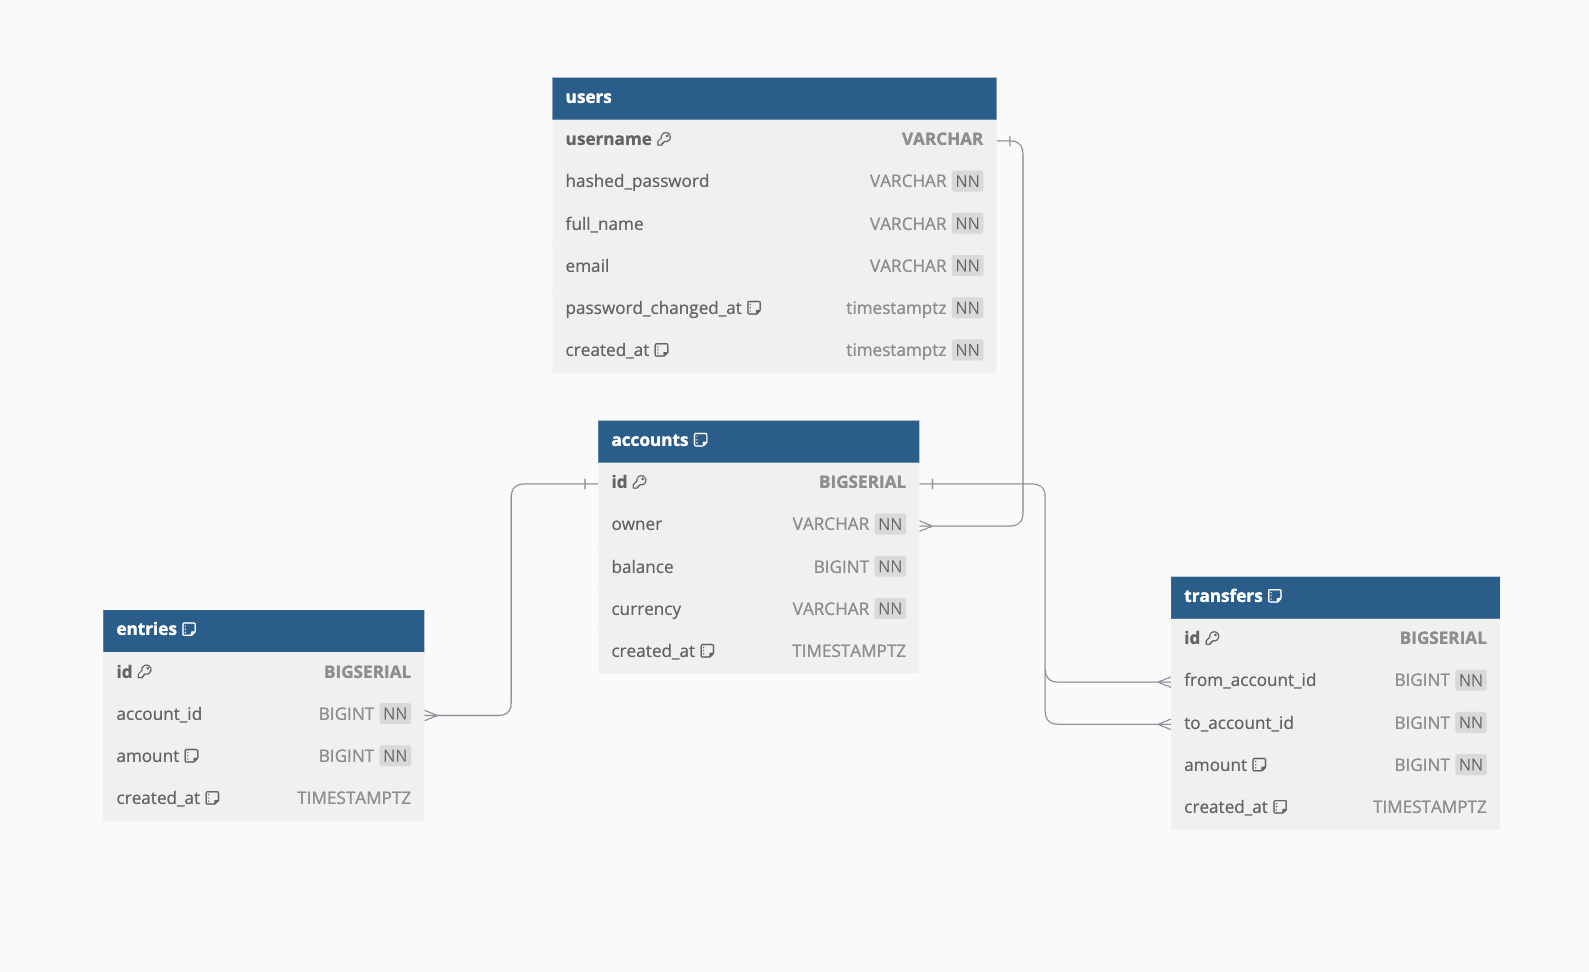 users
username VARCHAR
hashed_password VARCHAR NN
full_name VARCHAR NN
email VARCHAR NN
password_changed_at timestamptz NN
created_at timestamptz NN
accounts
id BIGSERIAL
owner VARCHAR NN
balance BIGINT NN
currency VARCHAR NN
created_at TIMESTAMPTZ
entries
id BIGSERIAL
account_id BIGINT NN
amount BIGINT NN
created_at TIMESTAMPTZ
transfers
id BIGSERIAL
from_account_id BIGINT NN
to_account_id BIGINT NN
amount BIGINT NN
created_at TIMESTAMPTZ